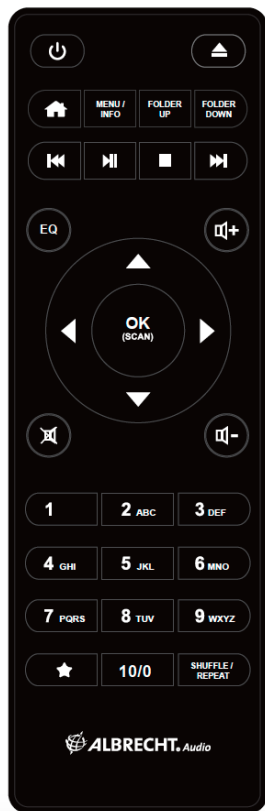 MENU /
INFO
FOLDER
UP
FOLDER
DOWN
EQ
+
OK
(SCAN)
-
1
2 ABC
3 DEF
4 GHI
5 JKL
6 MNO
7 PQRS
8 TUV
9 WXYZ
10/0
SHUFFLE /
REPEAT
ALBRECHT. Audio